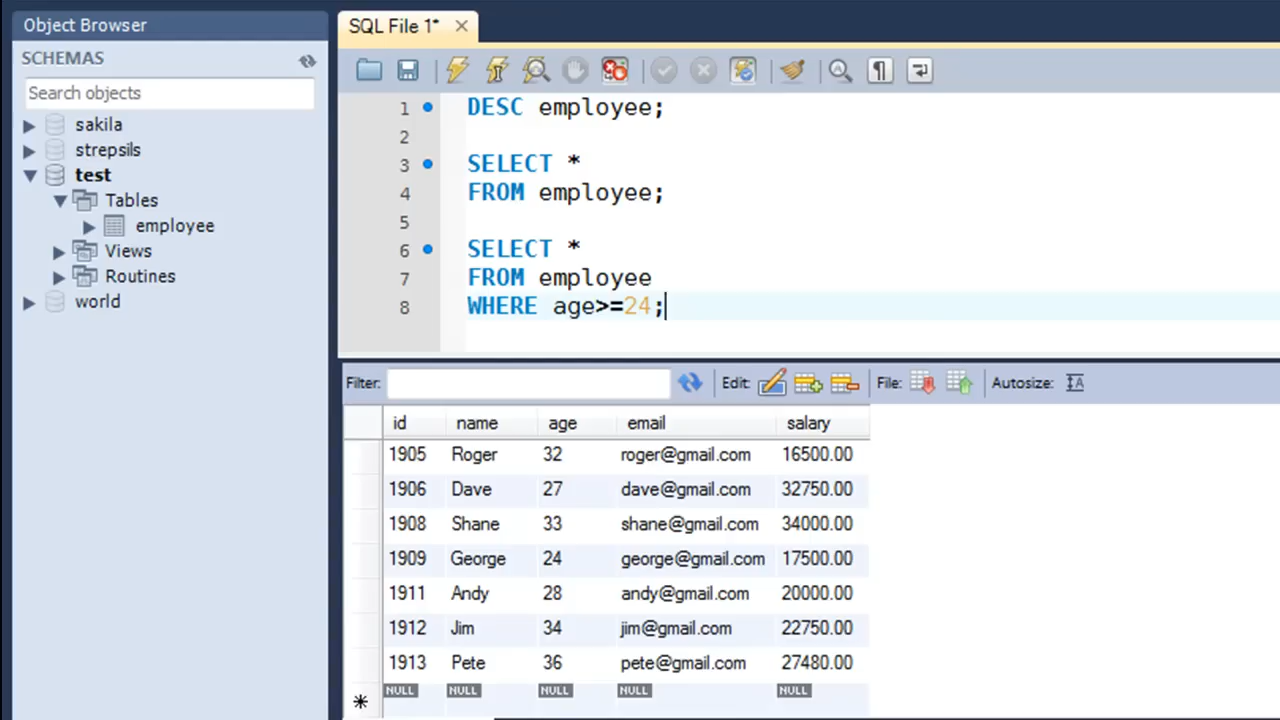 Object Browser
SCHEMAS
Search objects
sakila
strepsils
test
Tables
employee
Views
Routines
world
SQL File 1*
1 DESC employee;
2
3 SELECT *
4 FROM employee;
5
6 SELECT *
7 FROM employee
8 WHERE age>=24;
Filter: Edit: File: Autosize:
id name age email salary
1905 Roger 32 roger@gmail.com 16500.00
1906 Dave 27 dave@gmail.com 32750.00
1908 Shane 33 shane@gmail.com 34000.00
1909 George 24 george@gmail.com 17500.00
1911 Andy 28 andy@gmail.com 20000.00
1912 Jim 34 jim@gmail.com 22750.00
1913 Pete 36 pete@gmail.com 27480.00
NULL NULL NULL NULL NULL